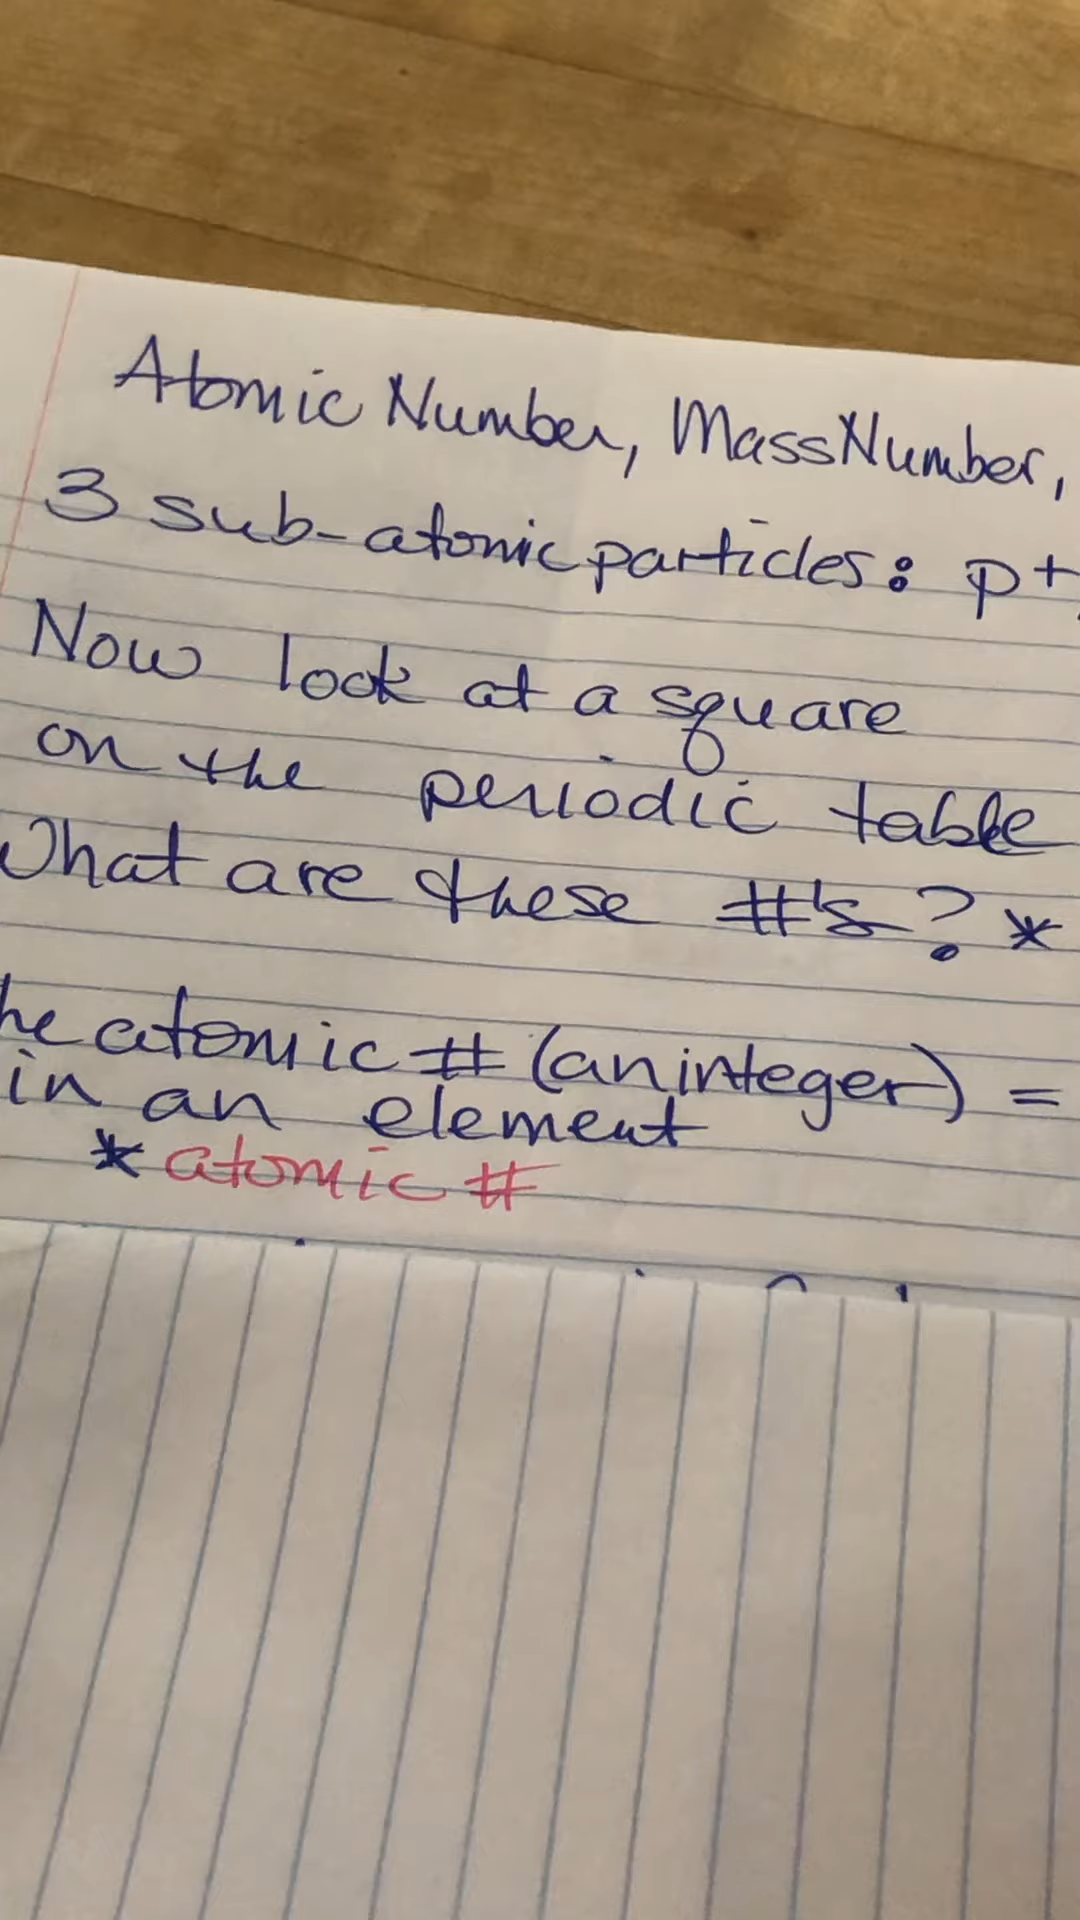 Atomic Number, Mass Number,
3 sub-atomic particles: p+,
Now look at a square
on the periodic table
What are these #'s? *
he atomic # (an integer) =
in an element
* atomic #